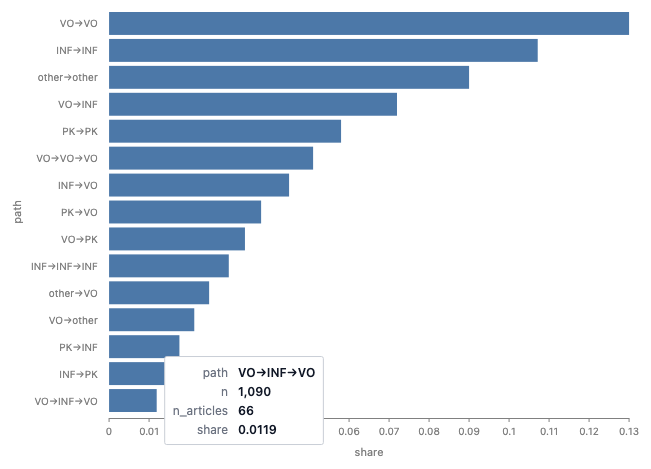 VO→VO
INF→INF
other→other
VO→INF
PK→PK
VO→VO→VO
INF→VO
PK→VO
VO→PK
INF→INF→INF
other→VO
VO→other
PK→INF
INF→PK
VO→INF→VO
path
path VO→INF→VO
n 1,090
n_articles 66
share 0.0119
0 0.01 0.06 0.07 0.08 0.09 0.1 0.11 0.12 0.13
share